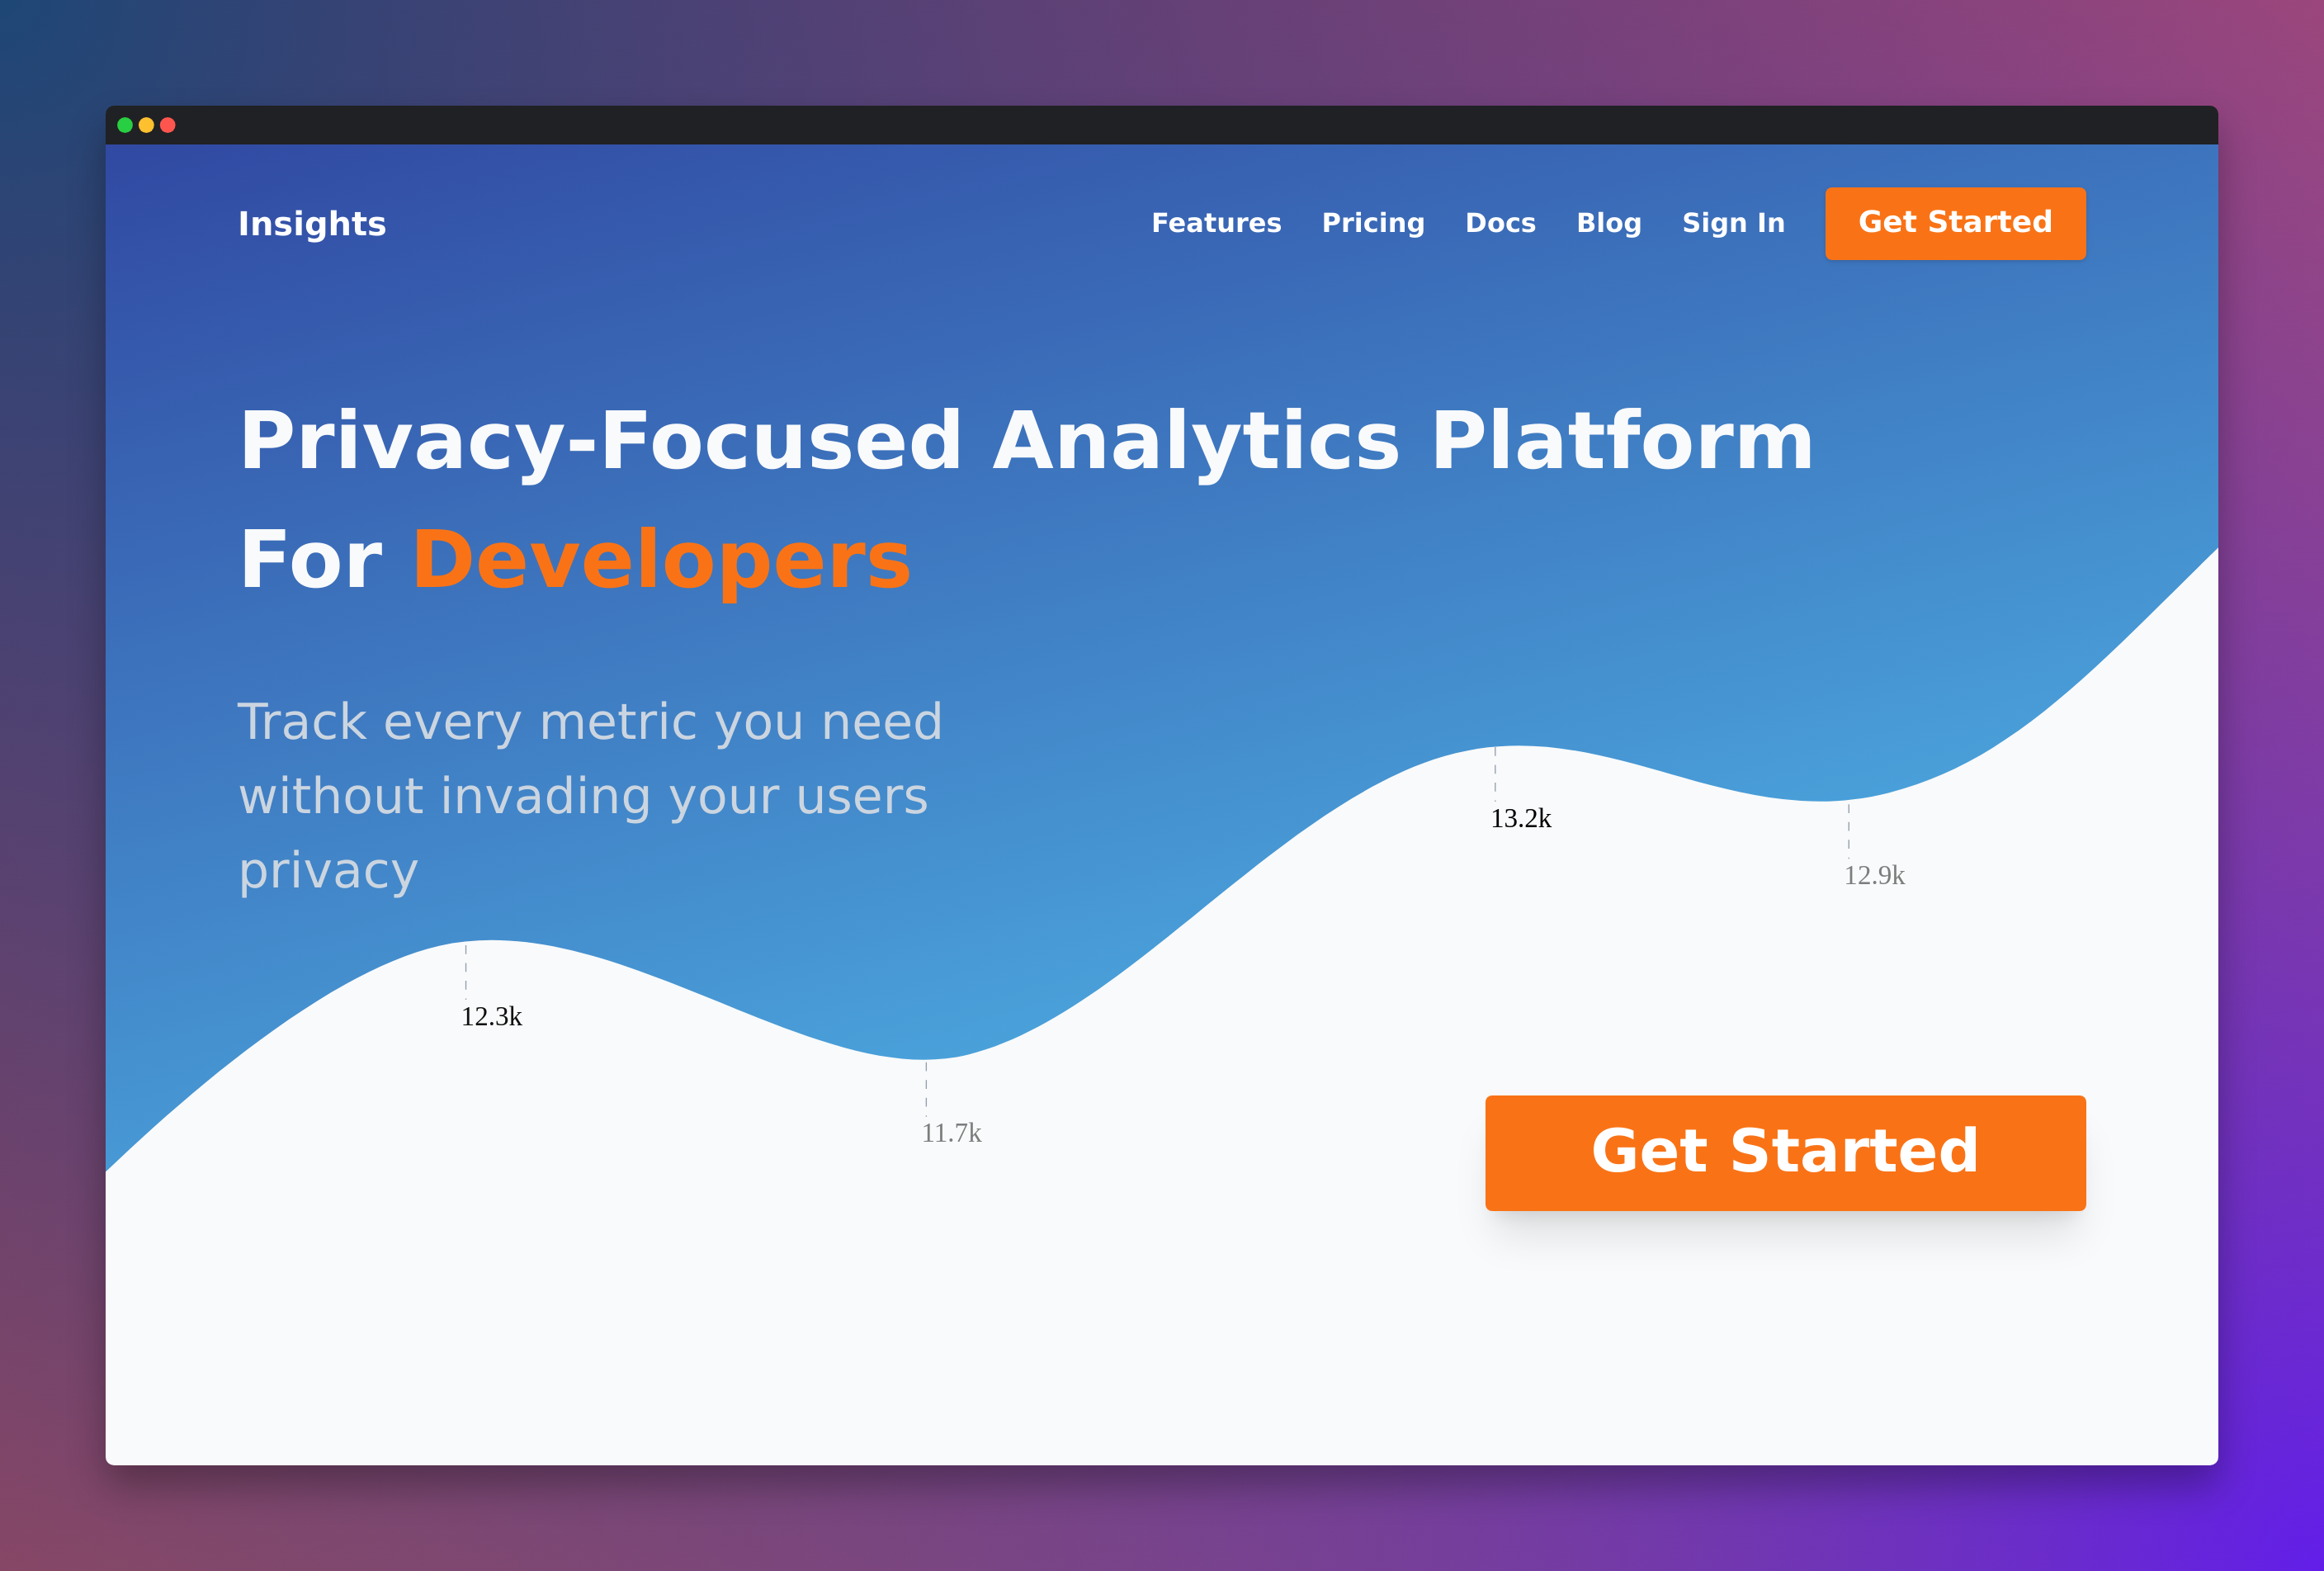 Insights
Features Pricing Docs Blog Sign In Get Started
Privacy-Focused Analytics Platform
For Developers
Track every metric you need
without invading your users
privacy
13.2k
12.9k
12.3k
11.7k
Get Started